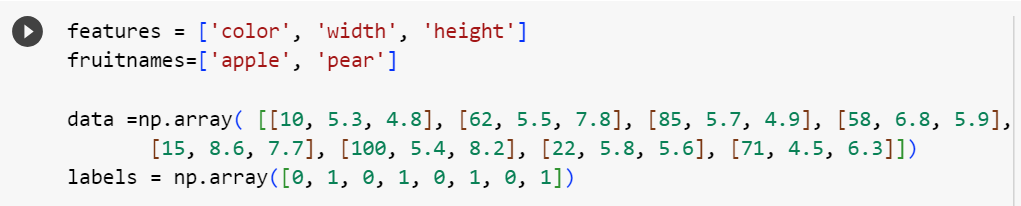 features = ['color', 'width', 'height']
fruitnames=['apple', 'pear']
data =np.array( [[10, 5.3, 4.8], [62, 5.5, 7.8], [85, 5.7, 4.9], [58, 6.8, 5.9],
[15, 8.6, 7.7], [100, 5.4, 8.2], [22, 5.8, 5.6], [71, 4.5, 6.3]])
labels = np.array([0, 1, 0, 1, 0, 1, 0, 1])